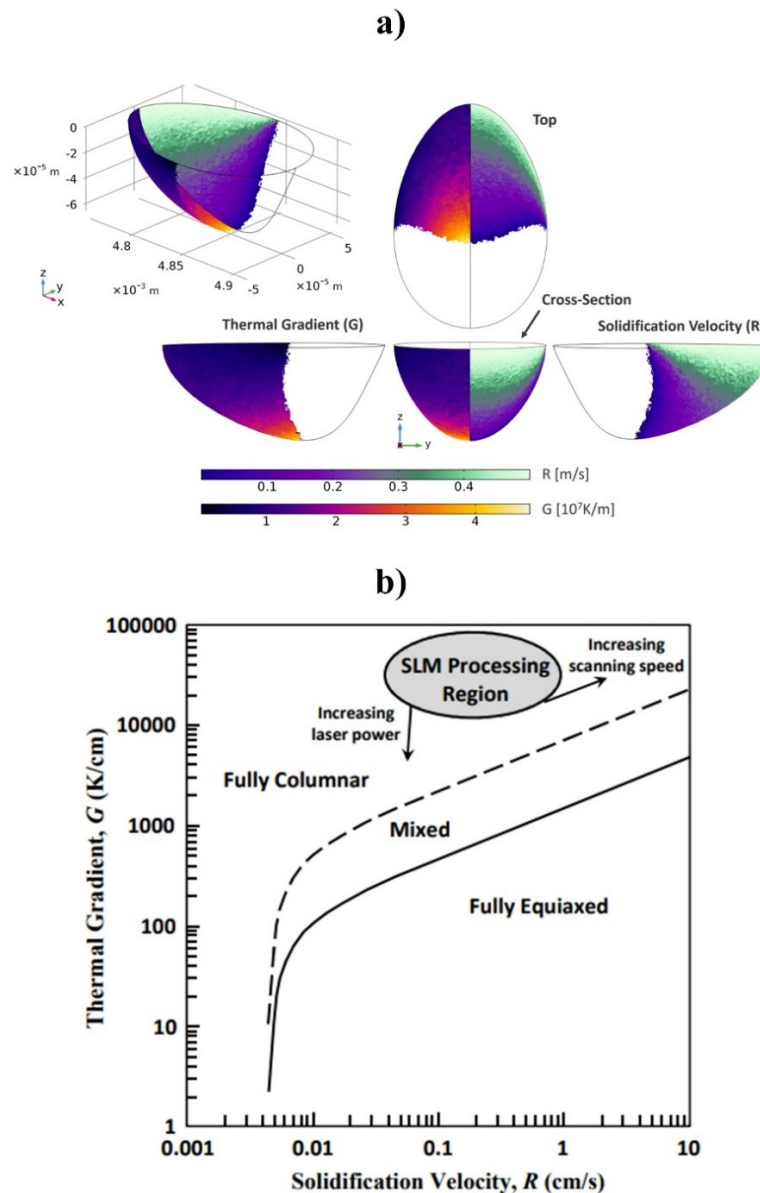 a)
Top
0
-2
×10⁻⁵ m
-4
-6
4.8
×10⁻³ m
4.85
4.9
-5
0
×10⁻⁵ m
5
z
y
x
Cross-Section
Thermal Gradient (G)
Solidification Velocity (R
z
y
0.1 0.2 0.3 0.4 R [m/s]
1 2 3 4 G [10⁷K/m]
b)
Thermal Gradient, G (K/cm)
100000
10000
1000
100
10
1
SLM Processing
Region
Increasing
scanning speed
Increasing
laser power
Fully Columnar
Mixed
Fully Equiaxed
0.001 0.01 0.1 1 10
Solidification Velocity, R (cm/s)